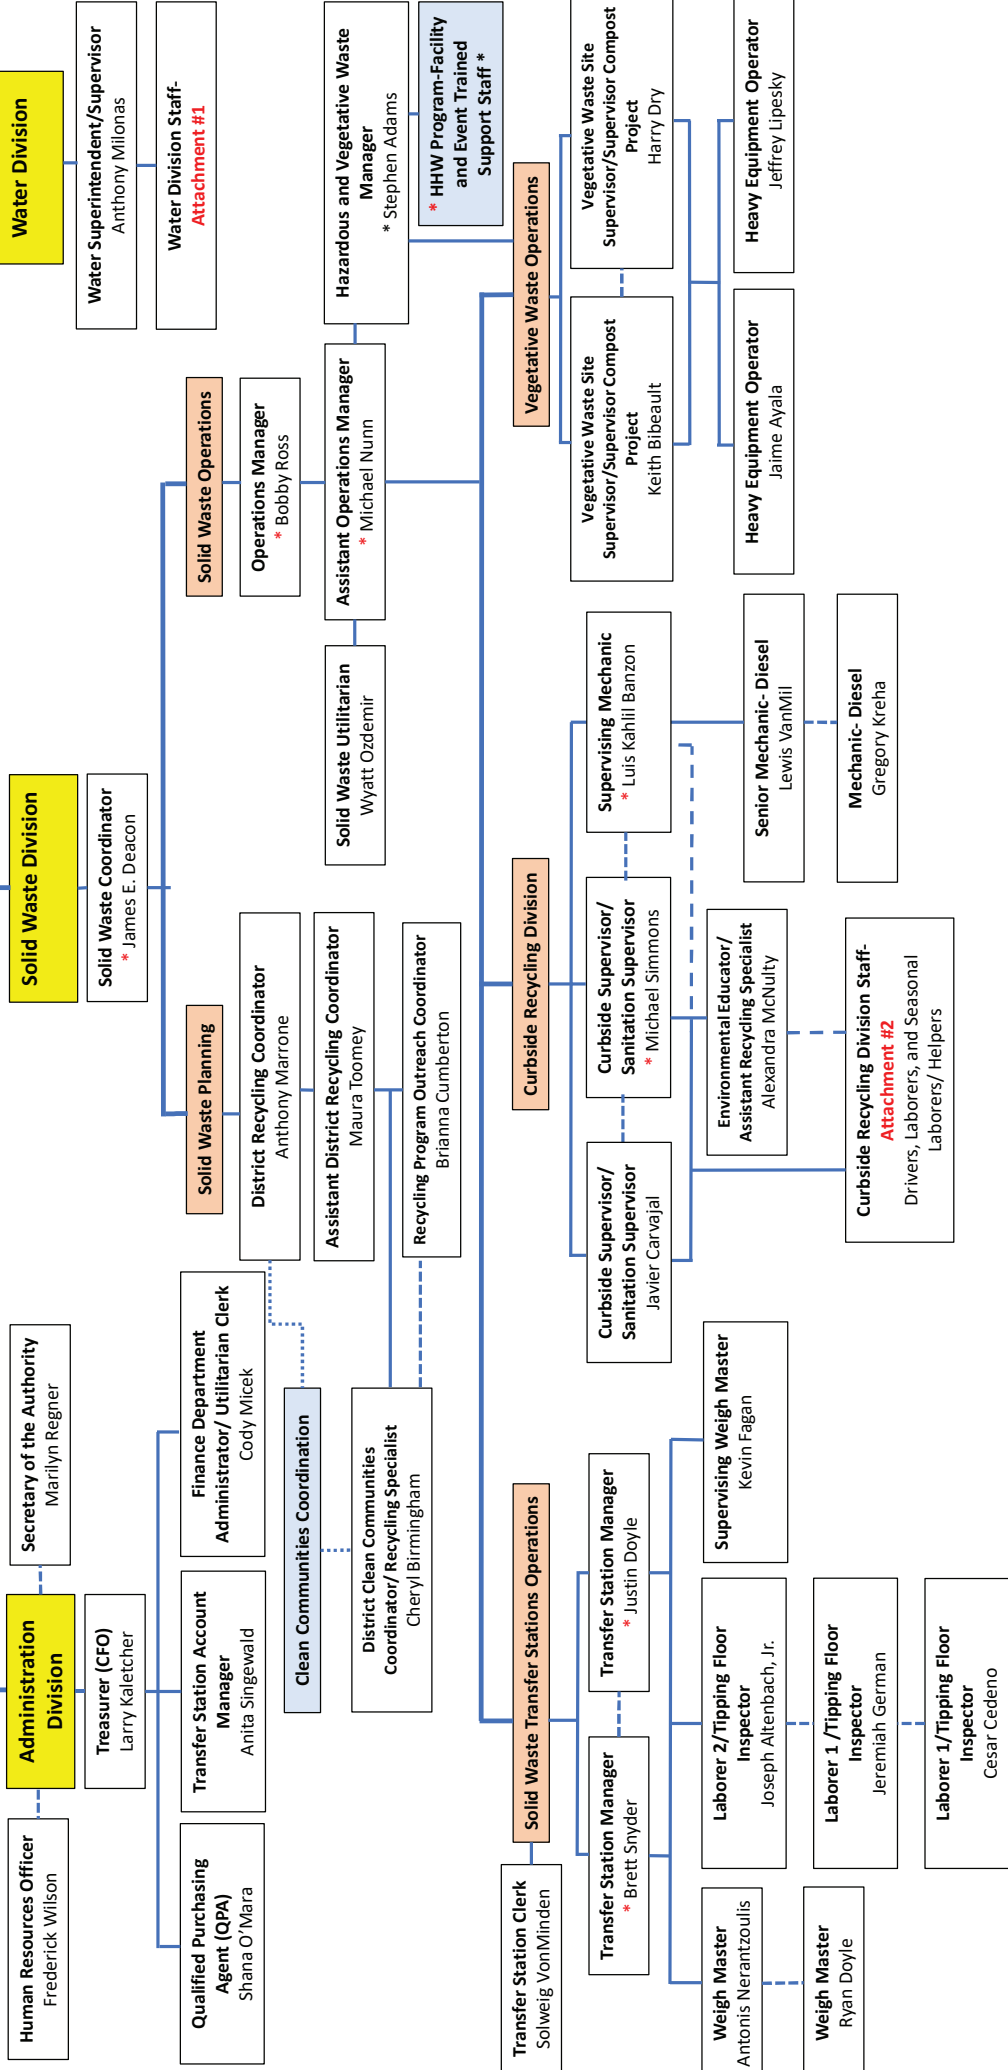 Administration
Division
Human Resources Officer
Frederick Wilson
Secretary of the Authority
Marilyn Regner
Treasurer (CFO)
Larry Kaletcher
Qualified Purchasing
Agent (QPA)
Shana O’Mara
Transfer Station Account
Manager
Anita Singewald
Finance Department
Administrator/ Utilitarian Clerk
Cody Micek
Solid Waste Division
Solid Waste Coordinator
* James E. Deacon
Solid Waste Planning
District Recycling Coordinator
Anthony Marrone
Assistant District Recycling Coordinator
Maura Toomey
Recycling Program Outreach Coordinator
Brianna Cumberton
Clean Communities Coordination
District Clean Communities
Coordinator/ Recycling Specialist
Cheryl Birmingham
Solid Waste Operations
Operations Manager
* Bobby Ross
Assistant Operations Manager
* Michael Nunn
Solid Waste Utilitarian
Wyatt Ozdemir
Hazardous and Vegetative Waste
Manager
* Stephen Adams
* HHW Program-Facility
and Event Trained
Support Staff *
Water Division
Water Superintendent/Supervisor
Anthony Milonas
Water Division Staff-
Attachment #1
Transfer Station Clerk
Solweig VonMinden
Solid Waste Transfer Stations Operations
Transfer Station Manager
* Brett Snyder
Transfer Station Manager
* Justin Doyle
Weigh Master
Antonis Nerantzoulis
Weigh Master
Ryan Doyle
Laborer 2/Tipping Floor
Inspector
Joseph Altenbach, Jr.
Laborer 1 /Tipping Floor
Inspector
Jeremiah German
Laborer 1/Tipping Floor
Inspector
Cesar Cedeno
Supervising Weigh Master
Kevin Fagan
Curbside Recycling Division
Curbside Supervisor/
Sanitation Supervisor
Javier Carvajal
Curbside Supervisor/
Sanitation Supervisor
* Michael Simmons
Supervising Mechanic
* Luis Kahlil Banzon
Environmental Educator/
Assistant Recycling Specialist
Alexandra McNulty
Curbside Recycling Division Staff-
Attachment #2
Drivers, Laborers, and Seasonal
Laborers/ Helpers
Senior Mechanic- Diesel
Lewis VanMil
Mechanic- Diesel
Gregory Kreha
Vegetative Waste Operations
Vegetative Waste Site
Supervisor/Supervisor Compost
Project
Keith Bibeault
Vegetative Waste Site
Supervisor/Supervisor Compost
Project
Harry Dry
Heavy Equipment Operator
Jaime Ayala
Heavy Equipment Operator
Jeffrey Lipesky